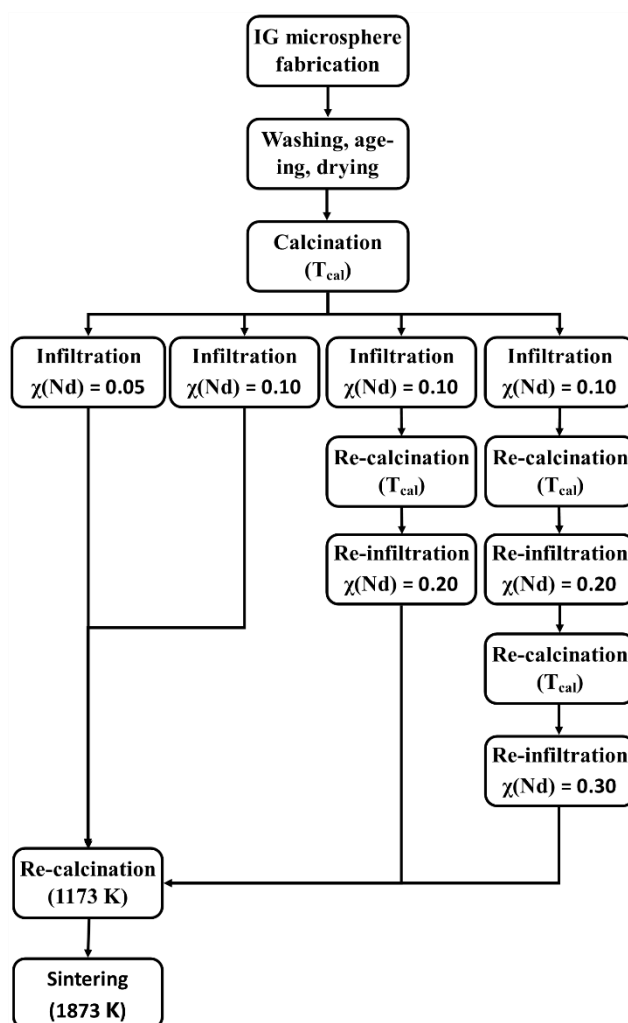 IG microsphere
fabrication
Washing, age-
ing, drying
Calcination
(Tcal)
Infiltration
χ(Nd) = 0.05
Infiltration
χ(Nd) = 0.10
Infiltration
χ(Nd) = 0.10
Infiltration
χ(Nd) = 0.10
Re-calcination
(Tcal)
Re-calcination
(Tcal)
Re-infiltration
χ(Nd) = 0.20
Re-infiltration
χ(Nd) = 0.20
Re-calcination
(Tcal)
Re-infiltration
χ(Nd) = 0.30
Re-calcination
(1173 K)
Sintering
(1873 K)